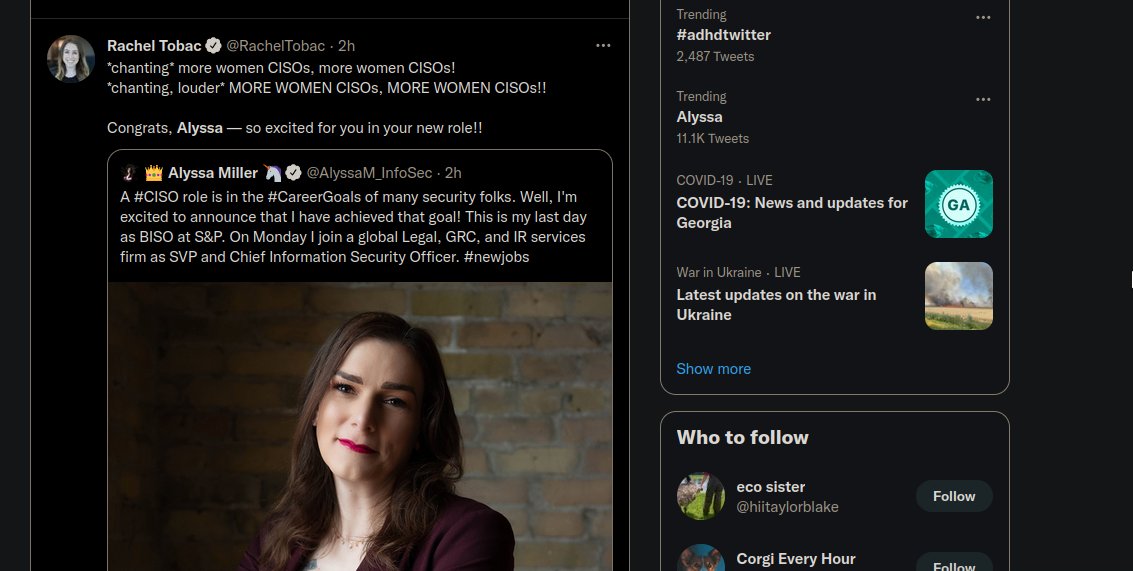 Rachel Tobac @RachelTobac · 2h
*chanting* more women CISOs, more women CISOs!
*chanting, louder* MORE WOMEN CISOs, MORE WOMEN CISOs!!
Congrats, Alyssa — so excited for you in your new role!!
👑 Alyssa Miller 🦄 @AlyssaM_InfoSec · 2h
A #CISO role is in the #CareerGoals of many security folks. Well, I'm
excited to announce that I have achieved that goal! This is my last day
as BISO at S&P. On Monday I join a global Legal, GRC, and IR services
firm as SVP and Chief Information Security Officer. #newjobs
Trending
#adhdtwitter
2,487 Tweets
Trending
Alyssa
11.1K Tweets
COVID-19 · LIVE
COVID-19: News and updates for
Georgia
GA
War in Ukraine · LIVE
Latest updates on the war in
Ukraine
Show more
Who to follow
eco sister
@hiitaylorblake
Follow
Corgi Every Hour
Follow